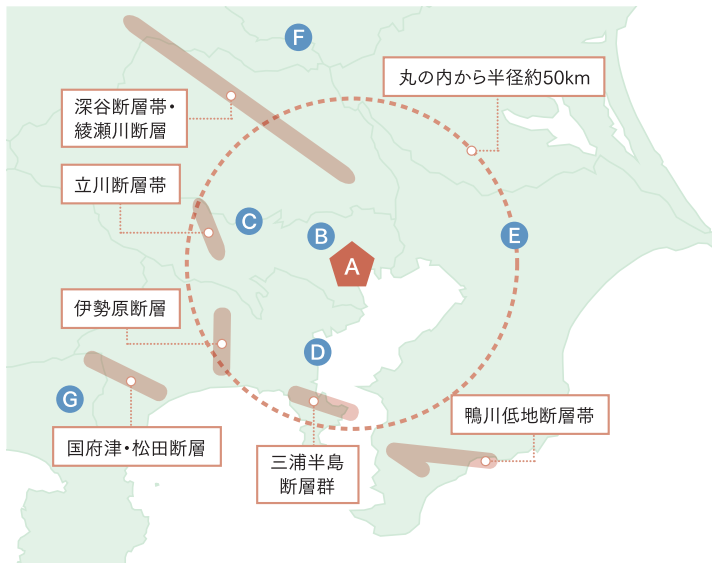 F
丸の内から半径約50km
深谷断層帯・
綾瀬川断層
立川断層帯
C
B
E
A
伊勢原断層
D
G
鴨川低地断層帯
国府津・松田断層
三浦半島
断層群